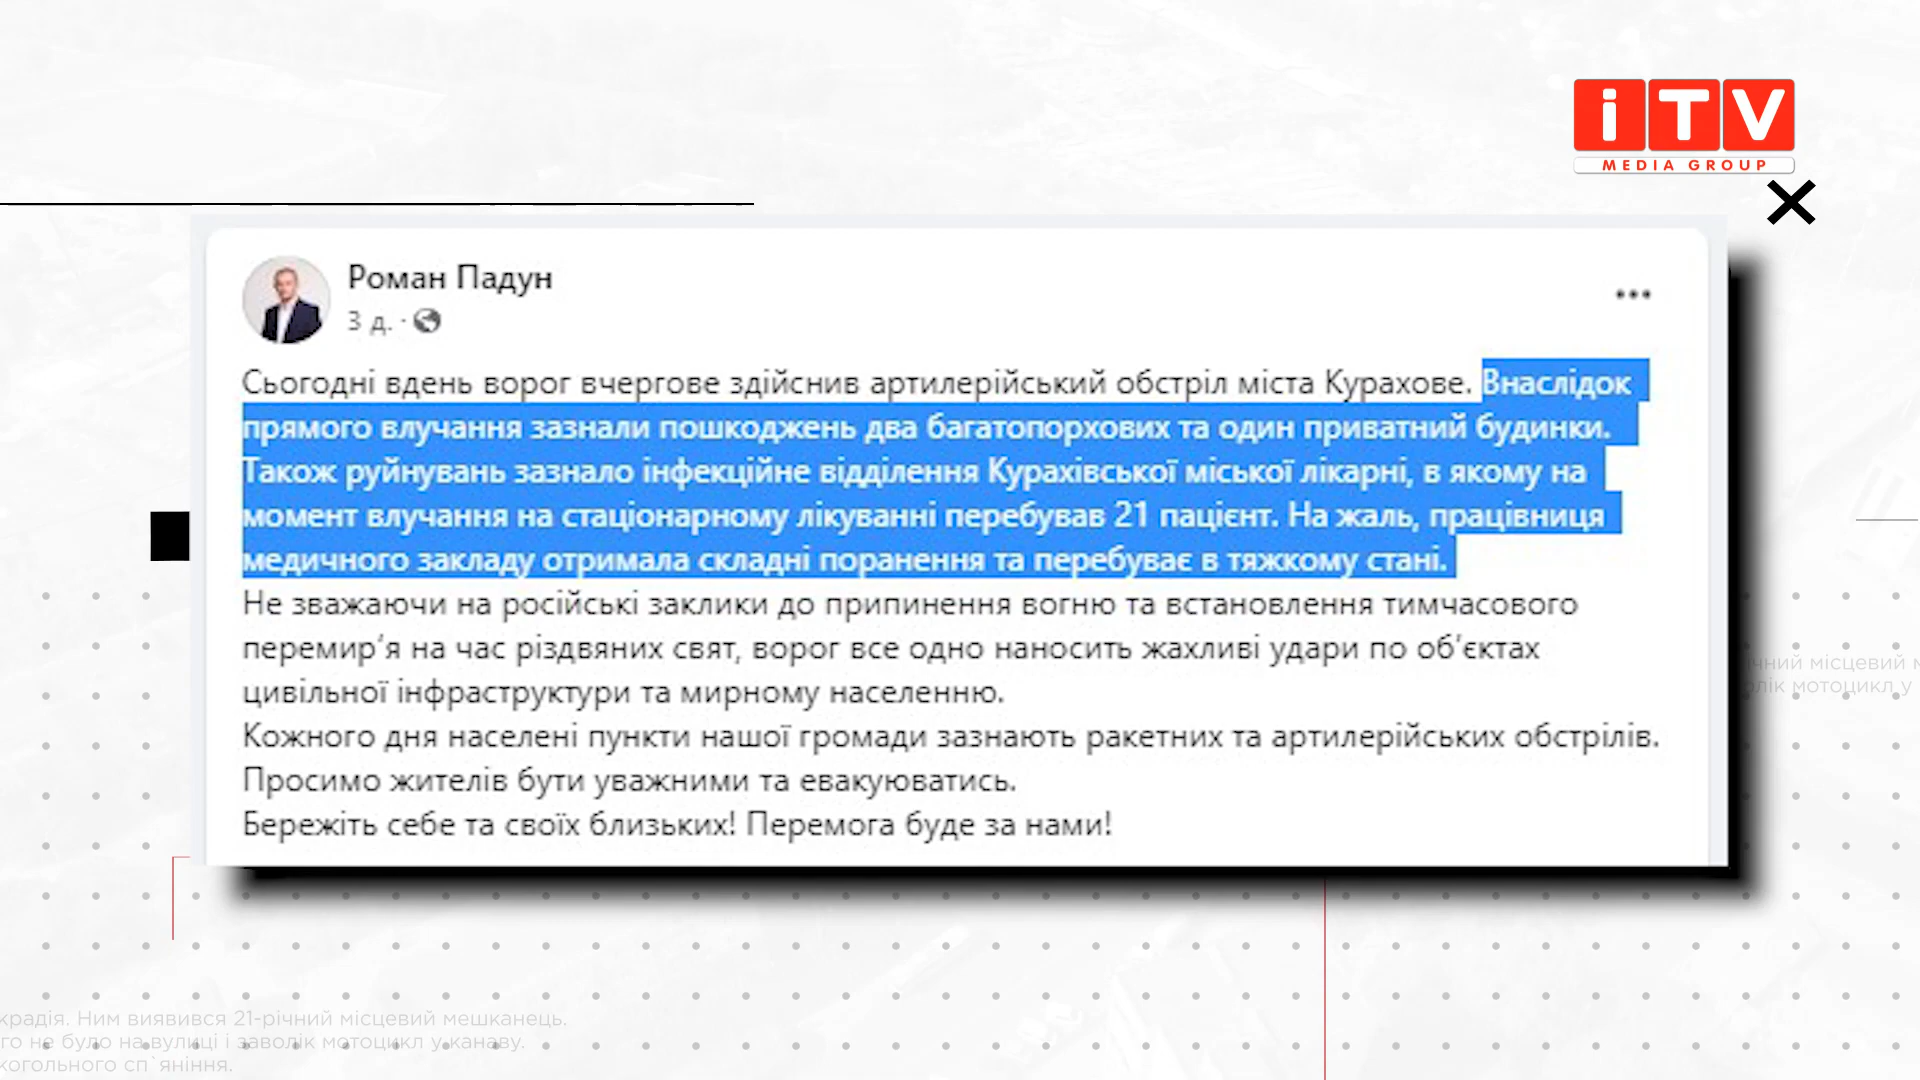 iTV
MEDIA GROUP
Роман Падун
3 д. ·
Сьогодні вдень ворог вчергове здійснив артилерійський обстріл міста Курахове. Внаслідок
прямого влучання зазнали пошкоджень два багатопорхових та один приватний будинки.
Також руйнувань зазнало інфекційне відділення Курахівської міської лікарні, в якому на
момент влучання на стаціонарному лікуванні перебував 21 пацієнт. На жаль, працівниця
медичного закладу отримала складні поранення та перебуває в тяжкому стані.
Не зважаючи на російські заклики до припинення вогню та встановлення тимчасового
перемир’я на час різдвяних свят, ворог все одно наносить жахливі удари по об’єктах
цивільної інфраструктури та мирному населенню.
Кожного дня населені пункти нашої громади зазнають ракетних та артилерійських обстрілів.
Просимо жителів бути уважними та евакуюватись.
Бережіть себе та своїх близьких! Перемога буде за нами!
чний місцевий
олік мотоцикл у
крадія. Ним виявився 21-річний місцевий мешканець.
го не було на вулиці і заволік мотоцикл у канаву.
когольного сп`яніння.